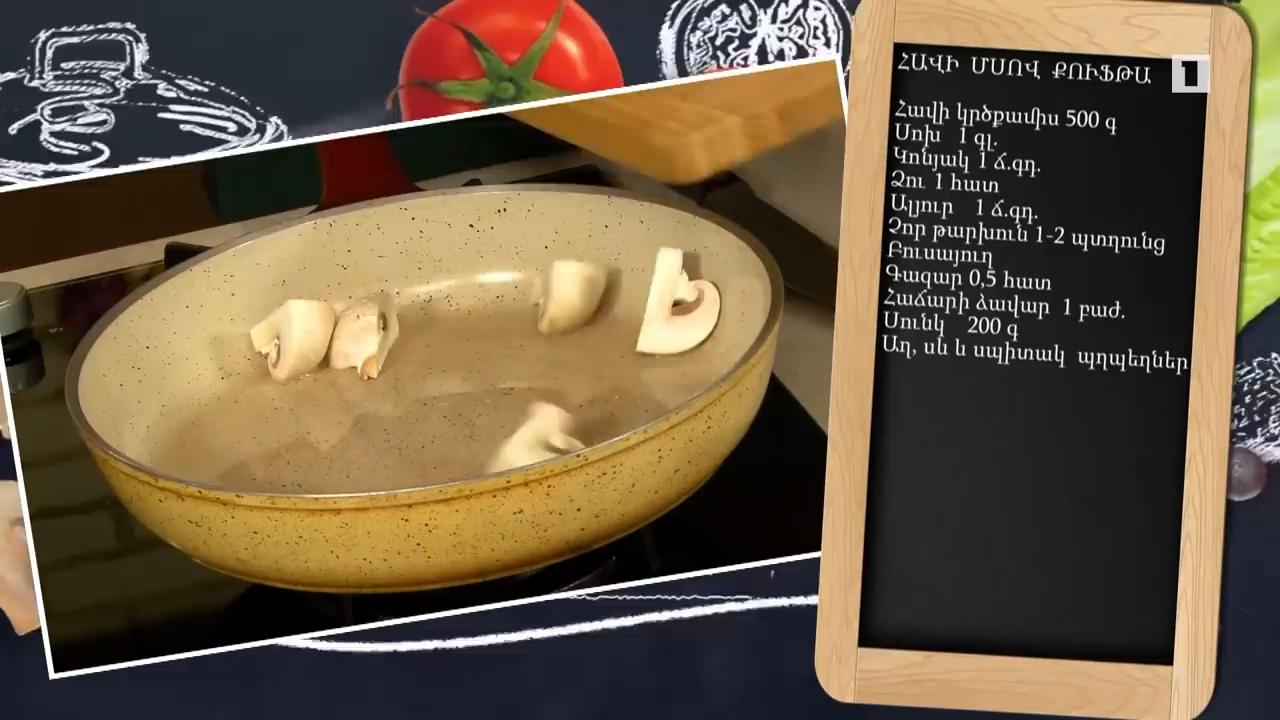 ՀԱՎԻ ՄՍՈՎ ՔՈՒՖԹԱ
1
Հավի կրծքամիս 500 գ
Սոխ 1 գլ.
Կոնյակ 1 ճ.գդ.
Ձու 1 հատ
Ալյուր 1 ճ.գդ.
Չոր թարխուն 1-2 պտղունց
Բուսայուղ
Գազար 0,5 հատ
Հաճարի ձավար 1 բաժ.
Սունկ 200 գ
Աղ, սև և սպիտակ պղպեղներ